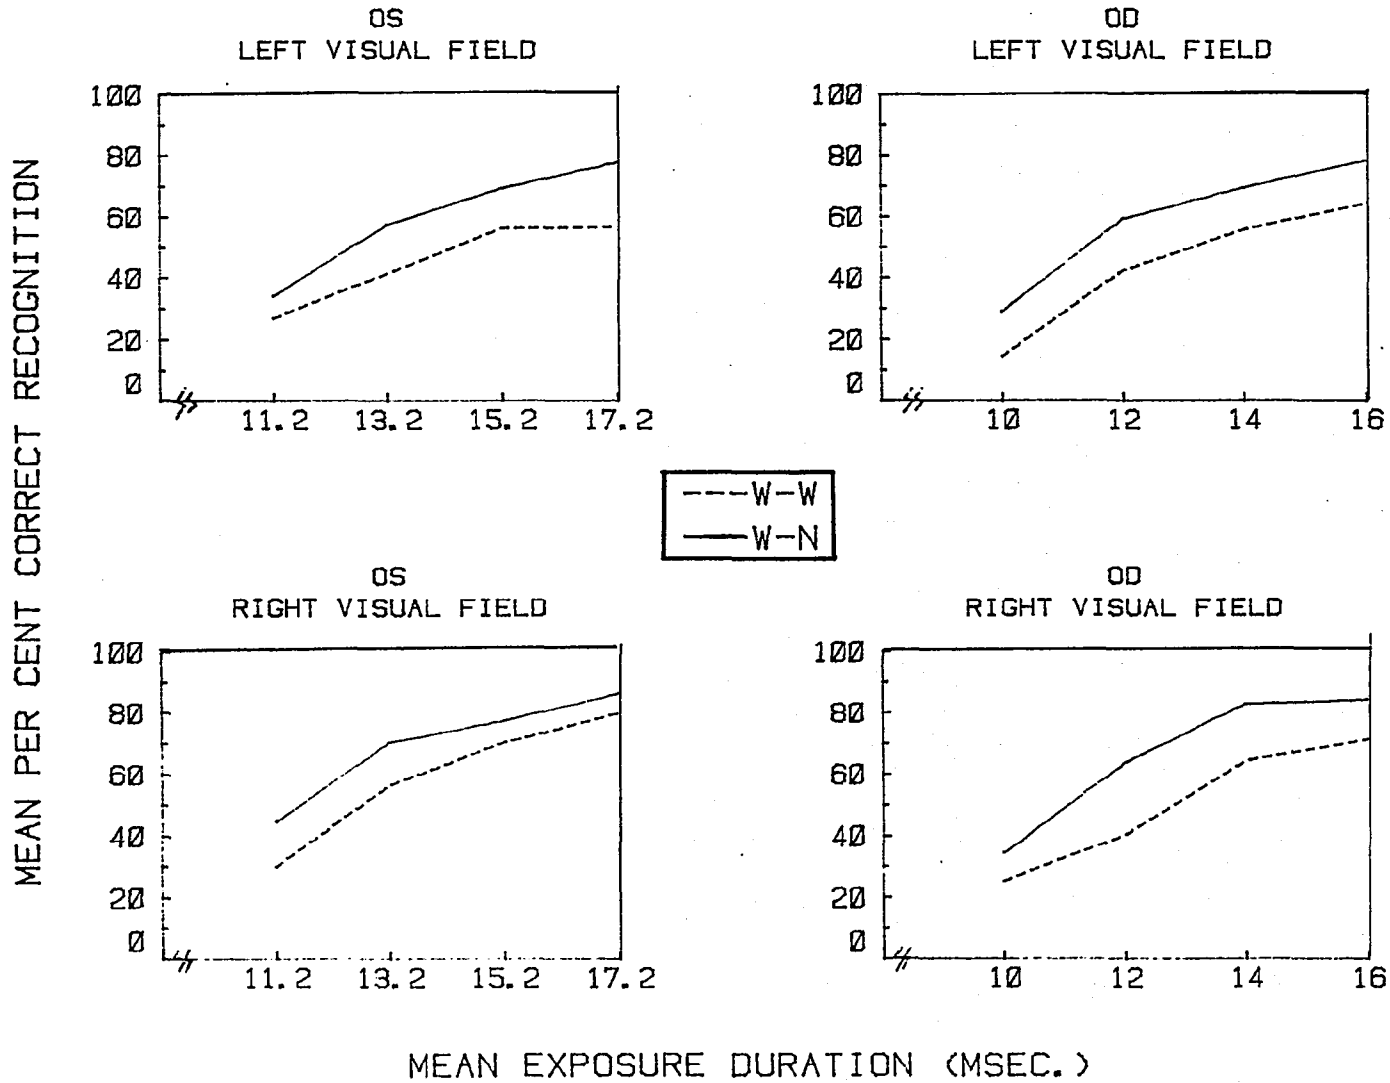 OS
LEFT VISUAL FIELD
OD
LEFT VISUAL FIELD
MEAN PER CENT CORRECT RECOGNITION
100
80
60
40
20
0
11.2 13.2 15.2 17.2
100
80
60
40
20
0
10 12 14 16
W-W
W-N
OS
RIGHT VISUAL FIELD
OD
RIGHT VISUAL FIELD
100
80
60
40
20
0
11.2 13.2 15.2 17.2
100
80
60
40
20
0
10 12 14 16
MEAN EXPOSURE DURATION (MSEC.)